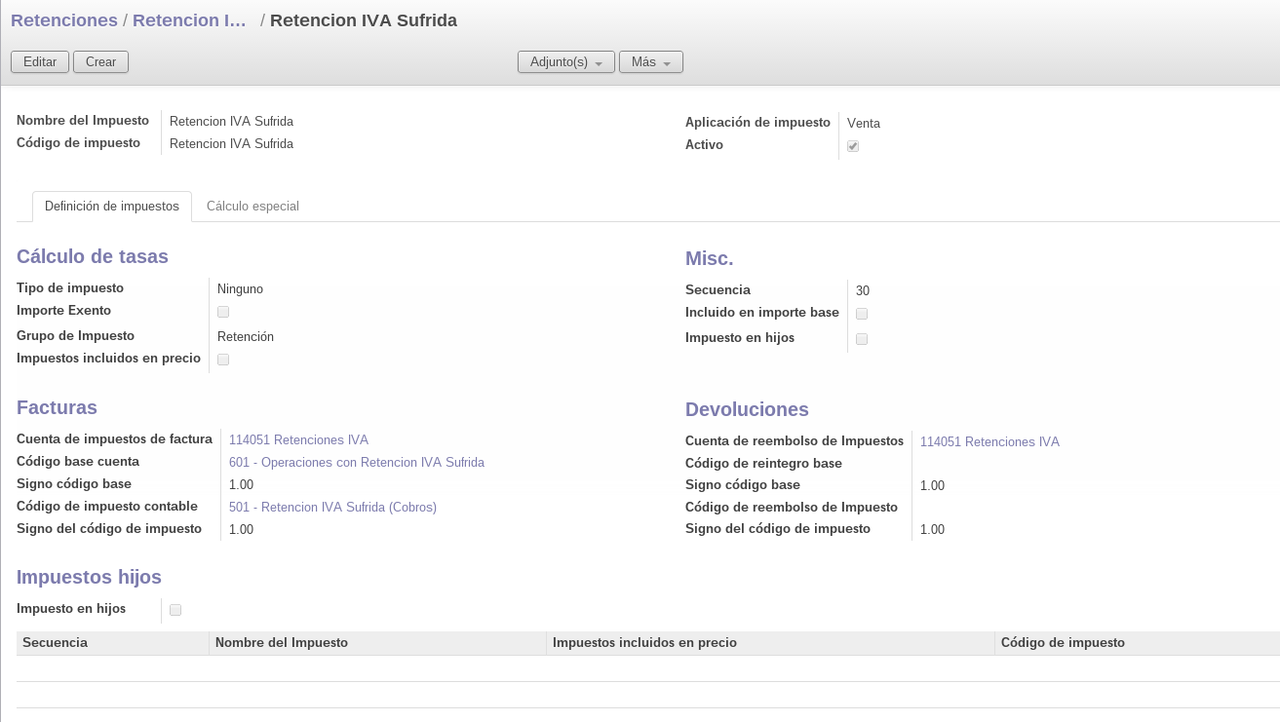 Retenciones / Retencion I... / Retencion IVA Sufrida
Editar Crear Adjunto(s) Más
Nombre del Impuesto Retencion IVA Sufrida
Código de impuesto Retencion IVA Sufrida
Aplicación de impuesto Venta
Activo
Definición de impuestos Cálculo especial
Cálculo de tasas
Tipo de impuesto Ninguno
Importe Exento
Grupo de Impuesto Retención
Impuestos incluidos en precio
Misc.
Secuencia 30
Incluido en importe base
Impuesto en hijos
Facturas
Cuenta de impuestos de factura 114051 Retenciones IVA
Código base cuenta 601 - Operaciones con Retencion IVA Sufrida
Signo código base 1.00
Código de impuesto contable 501 - Retencion IVA Sufrida (Cobros)
Signo del código de impuesto 1.00
Devoluciones
Cuenta de reembolso de Impuestos 114051 Retenciones IVA
Código de reintegro base
Signo código base 1.00
Código de reembolso de Impuesto
Signo del código de impuesto 1.00
Impuestos hijos
Impuesto en hijos
Secuencia Nombre del Impuesto Impuestos incluidos en precio Código de impuesto